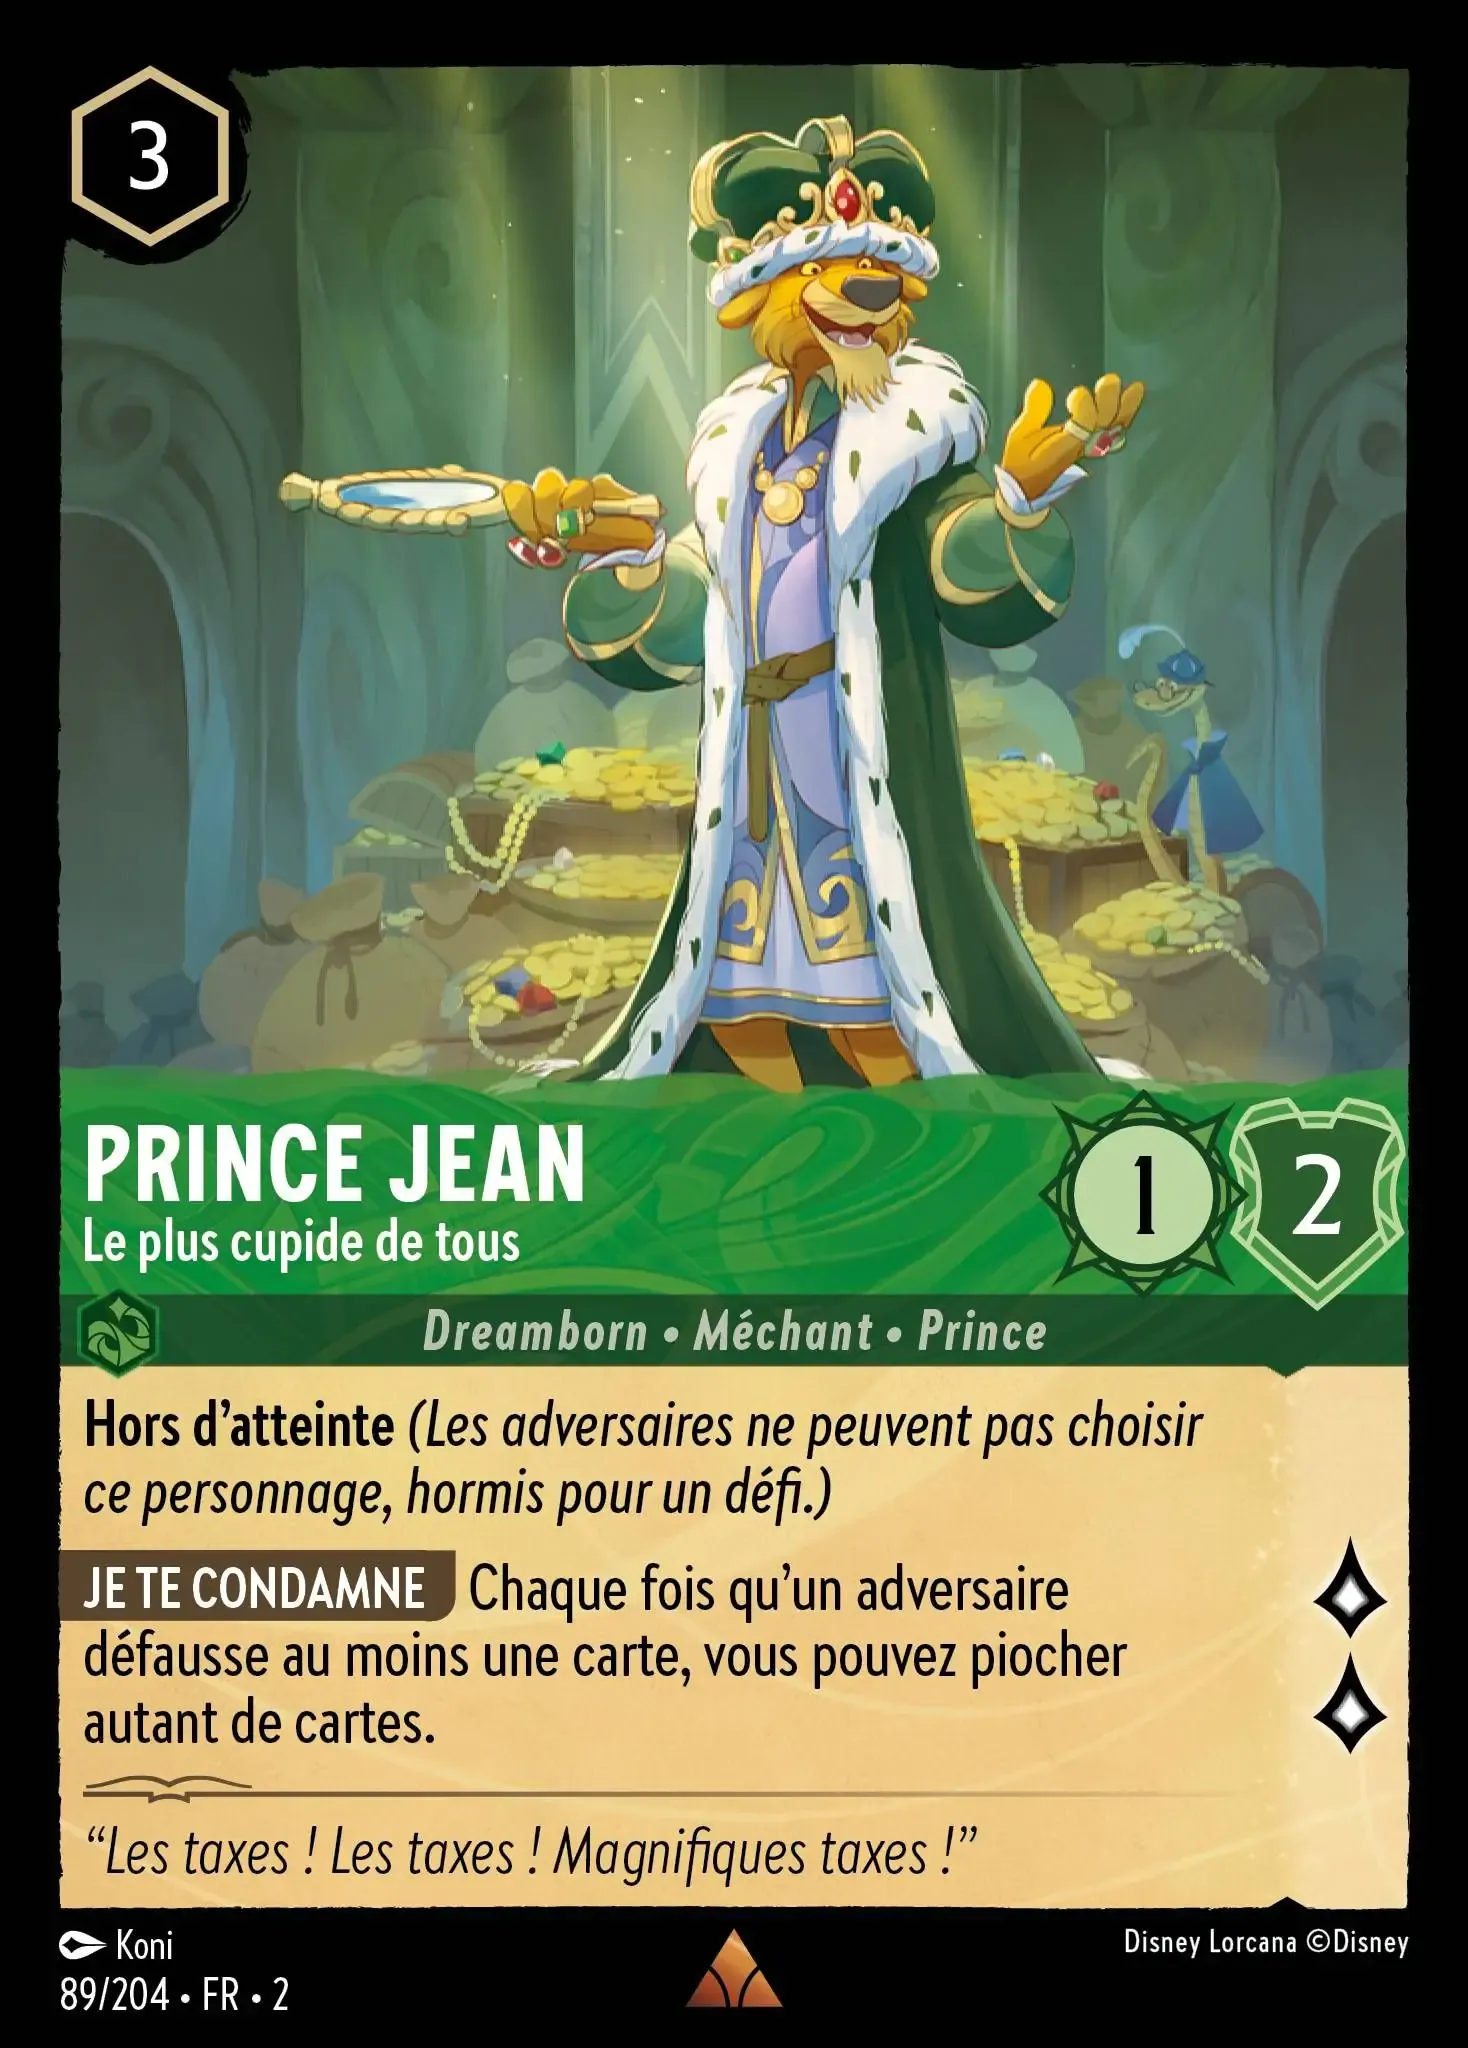 3
PRINCE JEAN
Le plus cupide de tous
1
2
Dreamborn • Méchant • Prince
Hors d’atteinte (Les adversaires ne peuvent pas choisir
ce personnage, hormis pour un défi.)
JE TE CONDAMNE Chaque fois qu’un adversaire
défausse au moins une carte, vous pouvez piocher
autant de cartes.
“Les taxes ! Les taxes ! Magnifiques taxes !”
Koni
Disney Lorcana ©Disney
89/204 • FR • 2